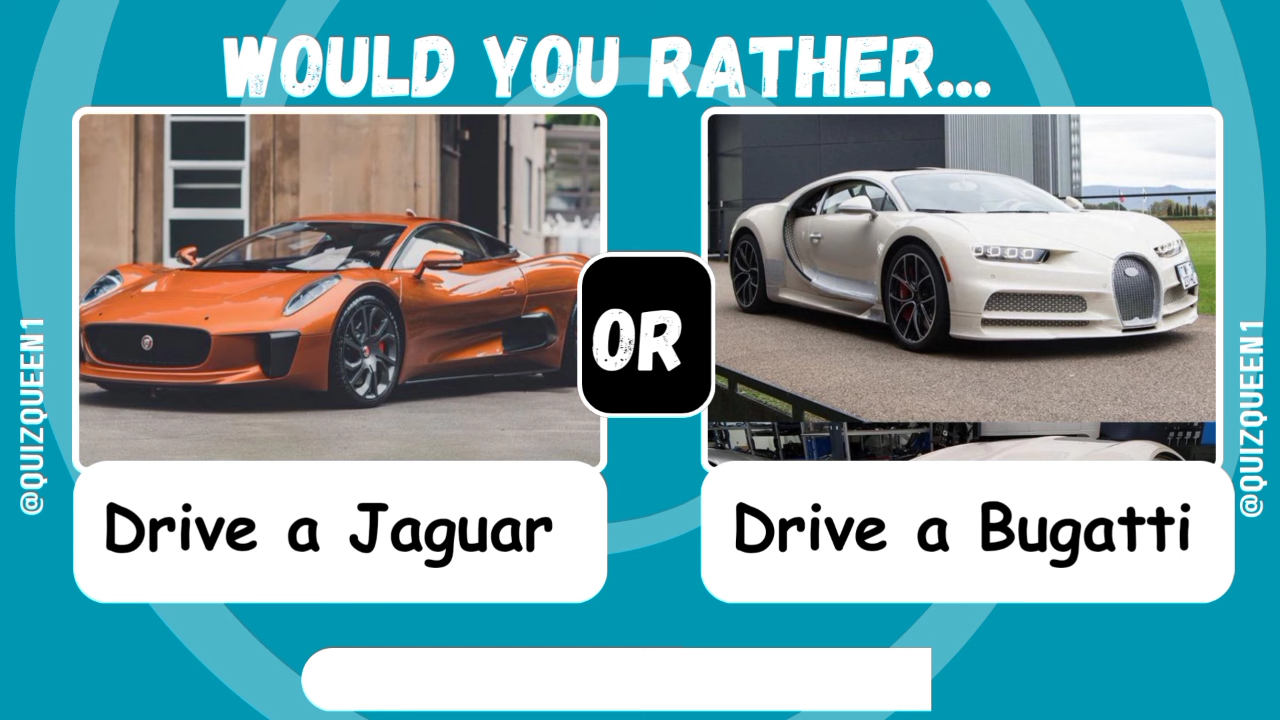 WOULD YOU RATHER...
OR
Drive a Jaguar
Drive a Bugatti
@QUIZQUEEN1
@QUIZQUEEN1